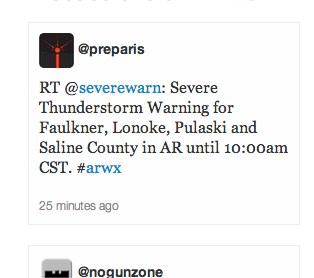 @preparis
RT @severewarn: Severe
Thunderstorm Warning for
Faulkner, Lonoke, Pulaski and
Saline County in AR until 10:00am
CST. #arwx
25 minutes ago
@nogunzone